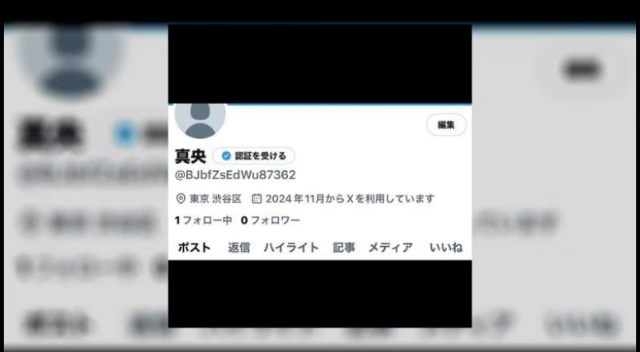 編集
真央 認証を受ける
@BJbfZsEdWu87362
東京 渋谷区 2024年11月からXを利用しています
1フォロー中 0フォロワー
ポスト 返信 ハイライト 記事 メディア いいね